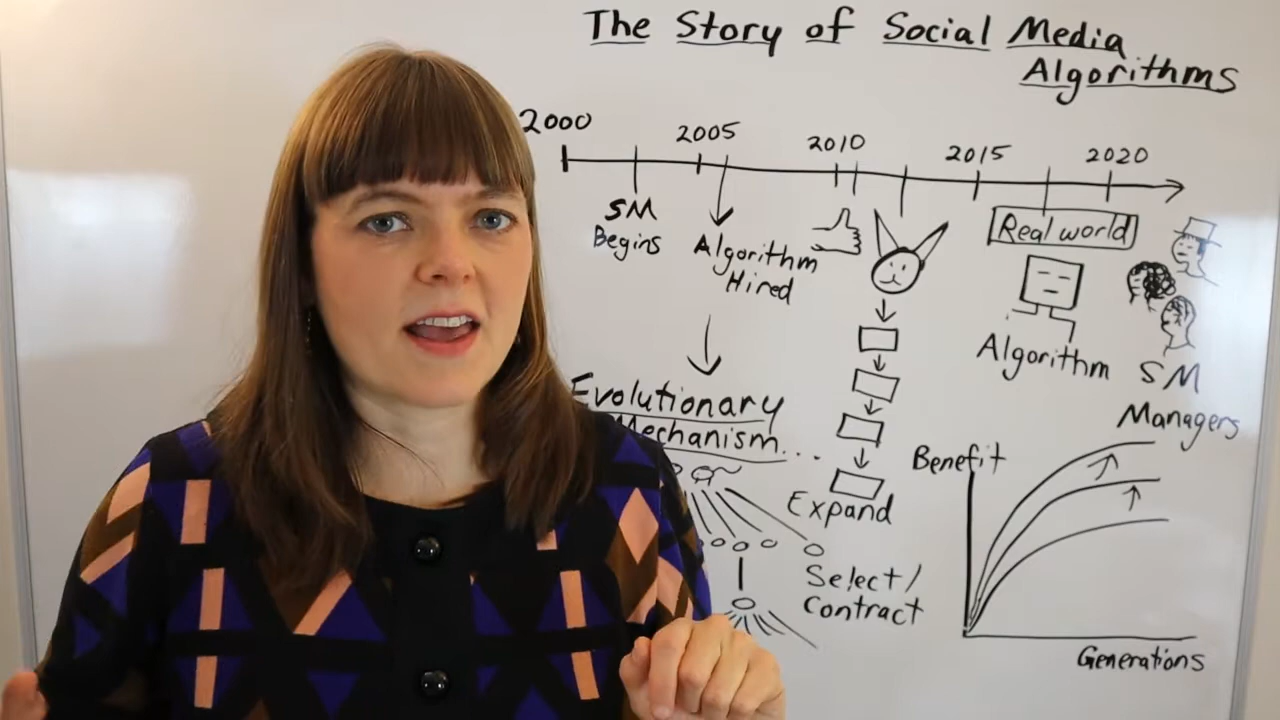 The Story of Social Media
Algorithms
2000
2005
2010
2015
2020
SM
Begins
Algorithm
Hired
Real world
Algorithm
SM
Managers
Evolutionary
Mechanism...
Expand
Select/
Contract
Benefit
Generations